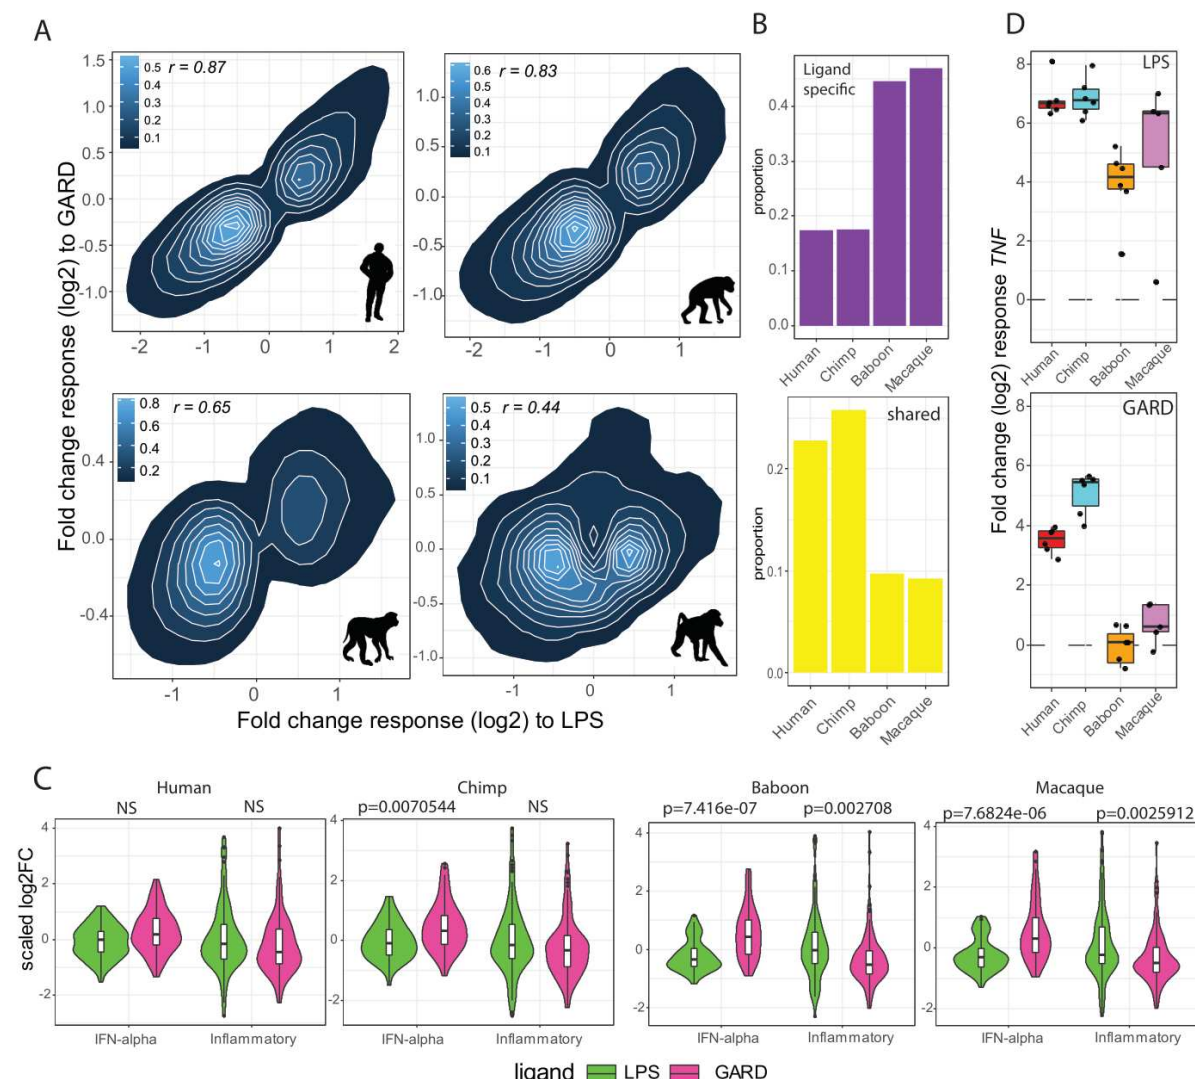 A
B
D
Fold change response (log2) to GARD
1.5
1.0
0.5
0.0
-0.5
-1.0
0.5
0.4
0.3
0.2
0.1
r = 0.87
-2
-1
0
1
2
1.0
0.5
0.0
-0.5
-1.0
0.6
0.5
0.4
0.3
0.2
0.1
r = 0.83
-2
-1
0
1
0.4
0.0
-0.4
0.8
0.6
0.4
0.2
r = 0.65
-1
0
1
1.0
0.5
0.0
-0.5
-1.0
0.5
0.4
0.3
0.2
0.1
r = 0.44
-1
0
1
Fold change response (log2) to LPS
proportion
0.4
0.3
0.2
0.1
0.0
Ligand
specific
Human
Chimp
Baboon
Macaque
proportion
0.2
0.1
0.0
shared
Human
Chimp
Baboon
Macaque
Fold change (log2) response TNF
8
6
4
2
0
LPS
Human
Chimp
Baboon
Macaque
8
6
4
2
0
GARD
Human
Chimp
Baboon
Macaque
C
scaled log2FC
Human
NS
NS
4
2
0
-2
IFN-alpha
Inflammatory
Chimp
p=0.0070544
NS
4
2
0
-2
IFN-alpha
Inflammatory
Baboon
p=7.416e-07
p=0.002708
4
2
0
-2
IFN-alpha
Inflammatory
Macaque
p=7.6824e-06
p=0.0025912
4
2
0
-2
IFN-alpha
Inflammatory
ligand
LPS
GARD